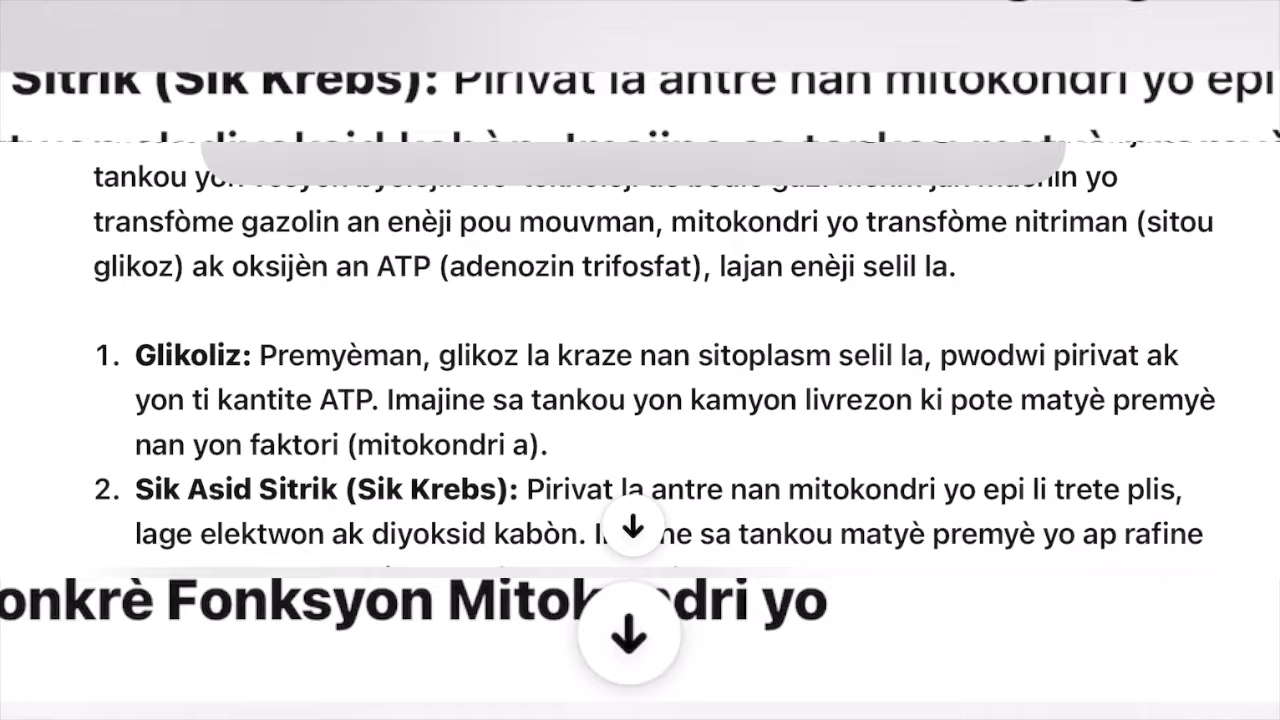 Sitrik (Sik Krebs): Pirivat la antre nan mitokondri yo epi
tankou yon
yo
transfòme gazolin an enèji pou mouvman, mitokondri yo transfòme nitriman (sitou
glikoz) ak oksijèn an ATP (adenozin trifosfat), lajan enèji selil la.
1. Glikoliz: Premyèman, glikoz la kraze nan sitoplasm selil la, pwodwi pirivat ak
yon ti kantite ATP. Imajine sa tankou yon kamyon livrezon ki pote matyè premyè
nan yon faktori (mitokondri a).
2. Sik Asid Sitrik (Sik Krebs): Pirivat la antre nan mitokondri yo epi li trete plis,
lage elektwon ak diyoksid kabòn. sa tankou matyè premyè yo ap rafine
onkrè Fonksyon Mitokondri yo